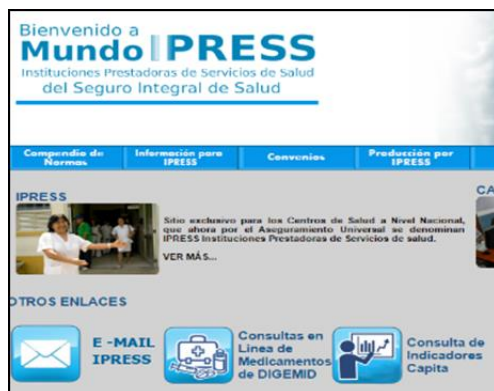 Bienvenido a
Mundo IPRESS
Instituciones Prestadoras de Servicios de Salud
del Seguro Integral de Salud
Compendio de
Normas
Información para
IPRESS
Convenios
Producción por
IPRESS
IPRESS
CA
Sitio exclusivo para los Centros de Salud a Nivel Nacional,
que ahora por el Aseguramiento Universal se denominan
IPRESS Instituciones Prestadoras de Servicios de salud.
VER MÁS...
OTROS ENLACES
E -MAIL
IPRESS
Consultas en
Linea de
Medicamentos
de DIGEMID
Consulta de
Indicadores
Capita